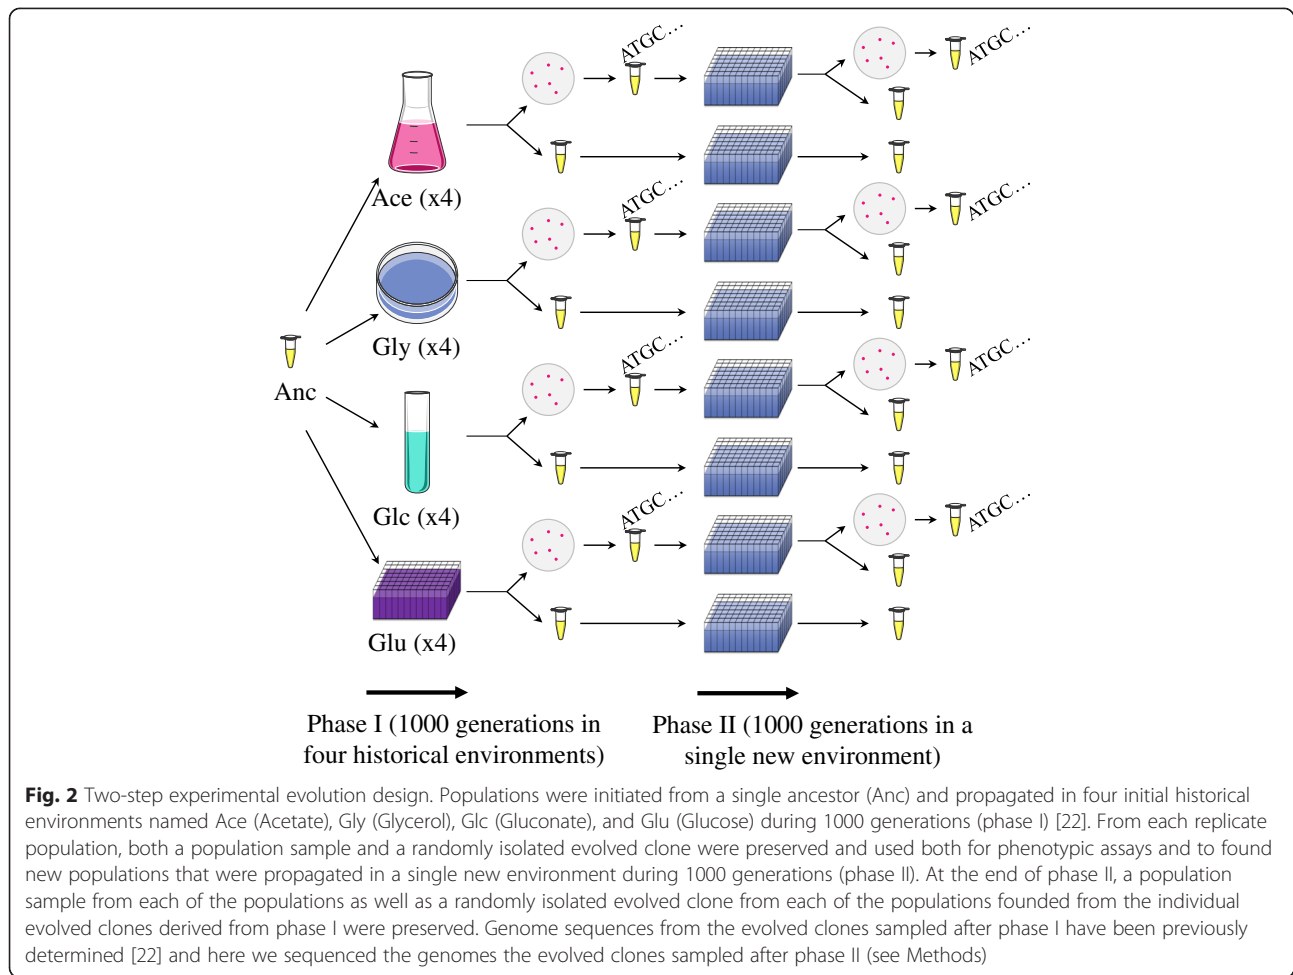 ATGC...
ATGC...
Ace (x4)
ATGC...
ATGC...
Gly (x4)
Anc
ATGC...
ATGC...
Glc (x4)
ATGC...
ATGC...
Glu (x4)
Phase I (1000 generations in
four historical environments)
Phase II (1000 generations in a
single new environment)
Fig. 2 Two-step experimental evolution design. Populations were initiated from a single ancestor (Anc) and propagated in four initial historical
environments named Ace (Acetate), Gly (Glycerol), Glc (Gluconate), and Glu (Glucose) during 1000 generations (phase I) [22]. From each replicate
population, both a population sample and a randomly isolated evolved clone were preserved and used both for phenotypic assays and to found
new populations that were propagated in a single new environment during 1000 generations (phase II). At the end of phase II, a population
sample from each of the populations as well as a randomly isolated evolved clone from each of the populations founded from the individual
evolved clones derived from phase I were preserved. Genome sequences from the evolved clones sampled after phase I have been previously
determined [22] and here we sequenced the genomes the evolved clones sampled after phase II (see Methods)